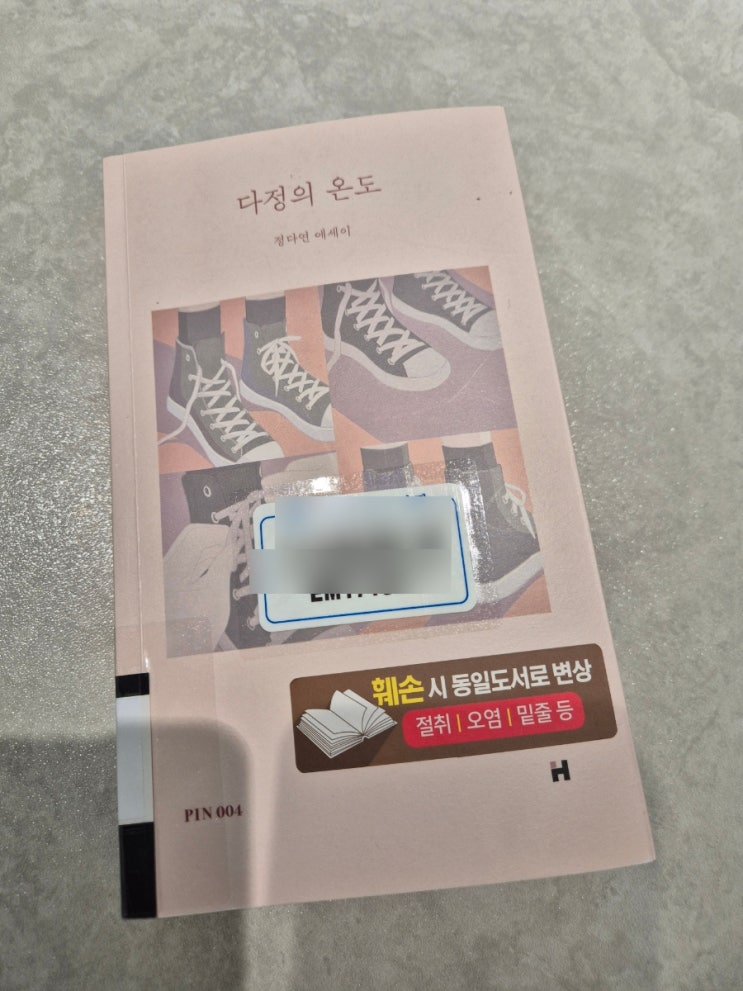 다정의 온도
정다연 에세이
훼손 시 동일도서로 변상
절취 | 오염 | 밑줄 등
PIN 004